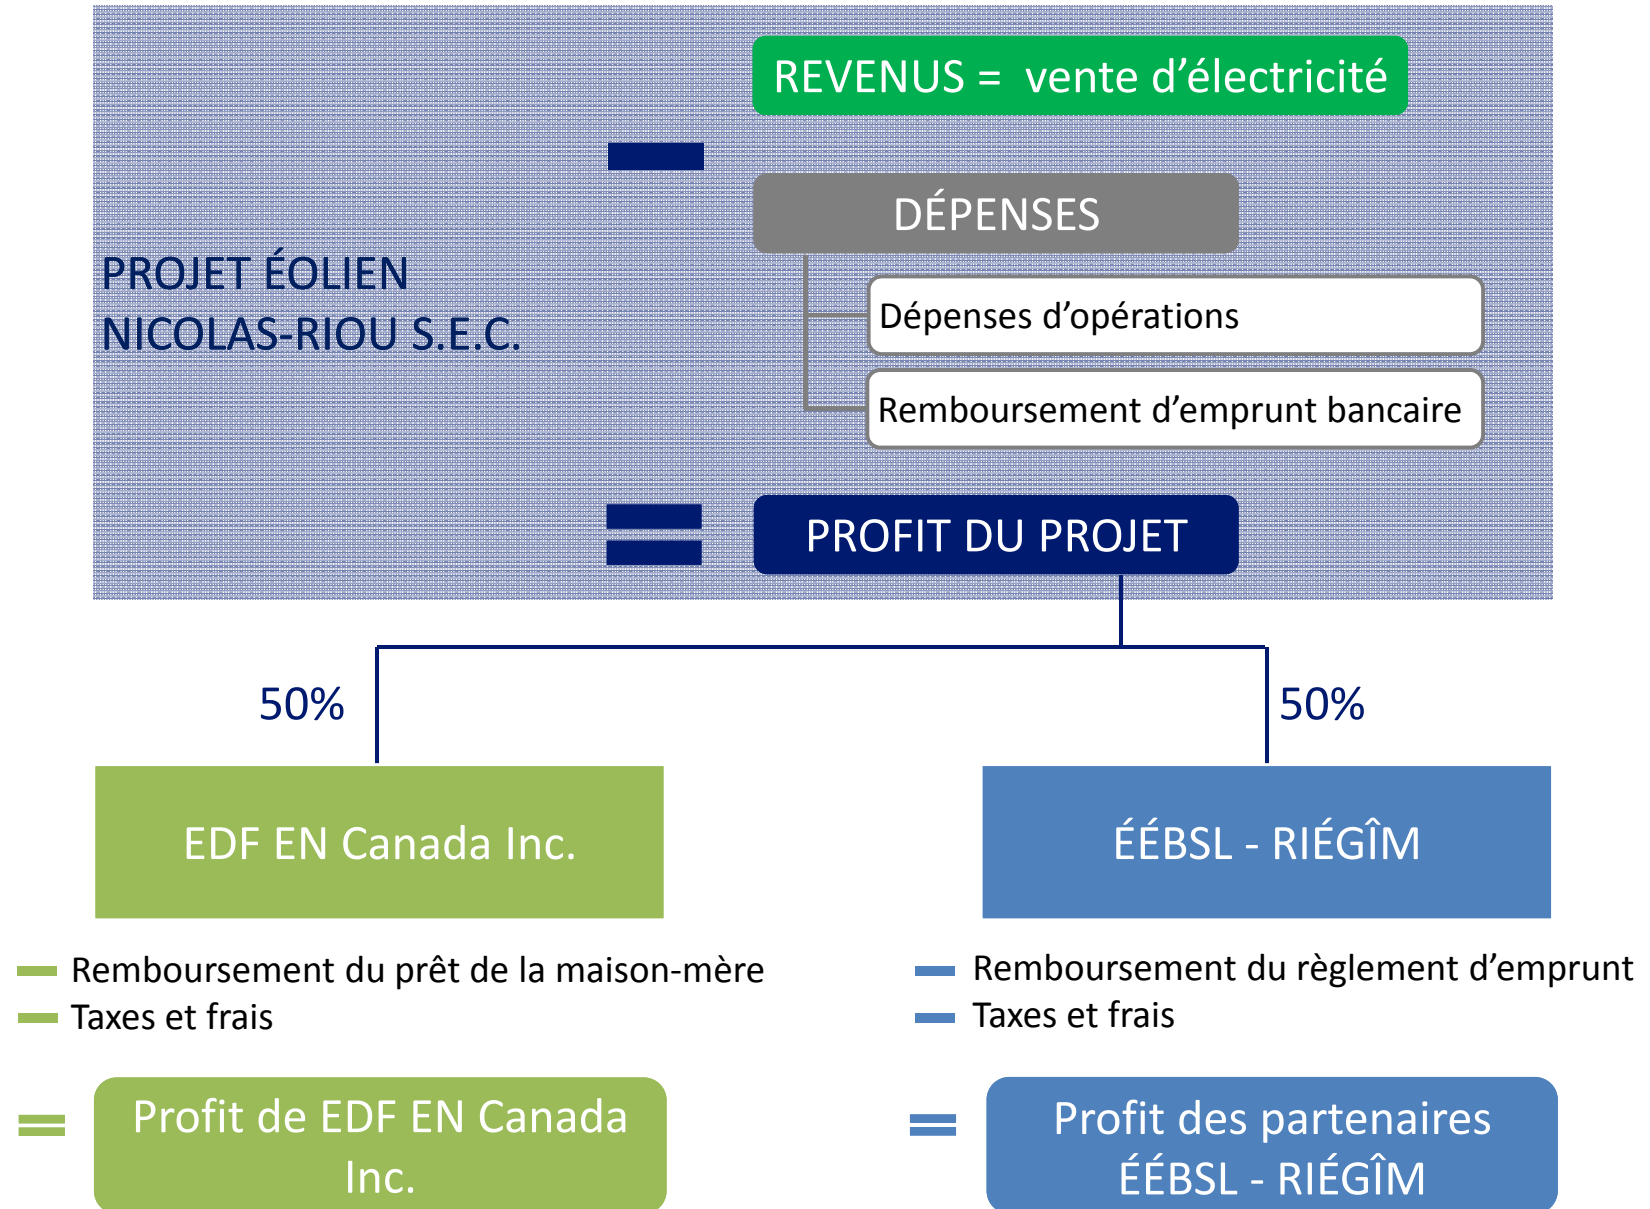 REVENUS = vente d’électricité
DÉPENSES
PROJET ÉOLIEN
NICOLAS-RIOU S.E.C.
Dépenses d’opérations
Remboursement d’emprunt bancaire
PROFIT DU PROJET
50%
50%
EDF EN Canada Inc.
ÉÉBSL - RIÉGÎM
Remboursement du prêt de la maison-mère
Taxes et frais
Remboursement du règlement d’emprunt
Taxes et frais
Profit de EDF EN Canada
Inc.
Profit des partenaires
ÉÉBSL - RIÉGÎM